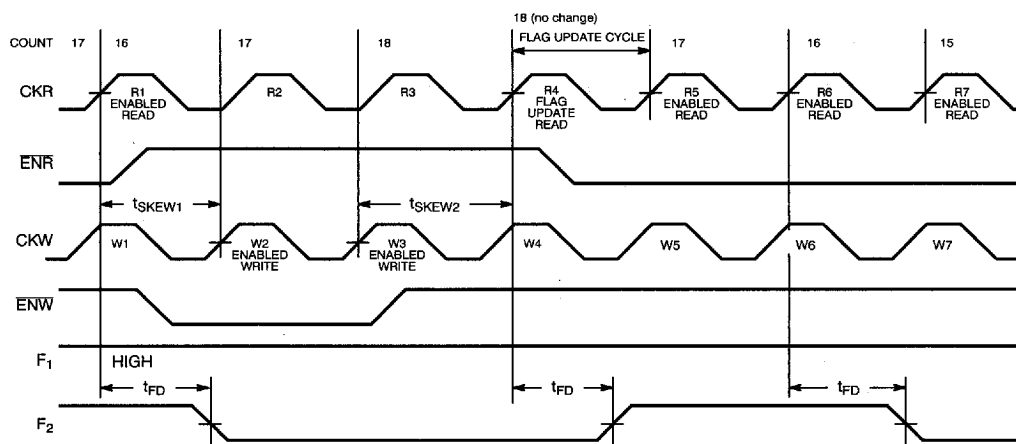 18 (no change)
COUNT 17 16 17 18 FLAG UPDATE CYCLE 17 16 15
CKR
R1 ENABLED READ
R2
R3
R4 FLAG UPDATE READ
R5 ENABLED READ
R6 ENABLED READ
R7 ENABLED READ
ENR
tSKEW1 tSKEW2
CKW
W1
W2 ENABLED WRITE
W3 ENABLED WRITE
W4
W5
W6
W7
ENW
F1 HIGH
tFD tFD tFD
F2